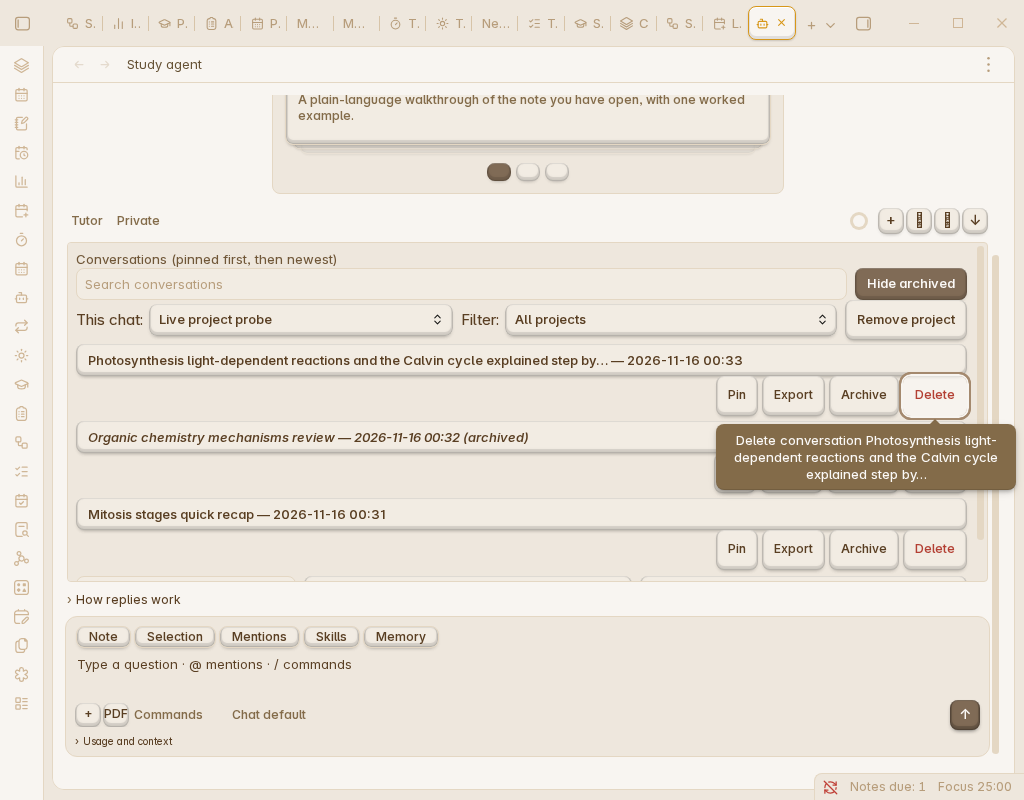 S.
I.
P.
A
P.
M...
M...
T.
T.
Ne...
T.
S.
C
S.
L.
Study agent
A plain-language walkthrough of the note you have open, with one worked
example.
Tutor Private
Conversations (pinned first, then newest)
Search conversations
Hide archived
This chat: Live project probe
Filter: All projects
Remove project
Photosynthesis light-dependent reactions and the Calvin cycle explained step by... — 2026-11-16 00:33
Pin Export Archive Delete
Organic chemistry mechanisms review — 2026-11-16 00:32 (archived)
Delete conversation Photosynthesis light-
dependent reactions and the Calvin cycle
explained step by...
Mitosis stages quick recap — 2026-11-16 00:31
Pin Export Archive Delete
› How replies work
Note Selection Mentions Skills Memory
Type a question · @ mentions · / commands
+ PDF Commands Chat default
› Usage and context
Notes due: 1 Focus 25:00